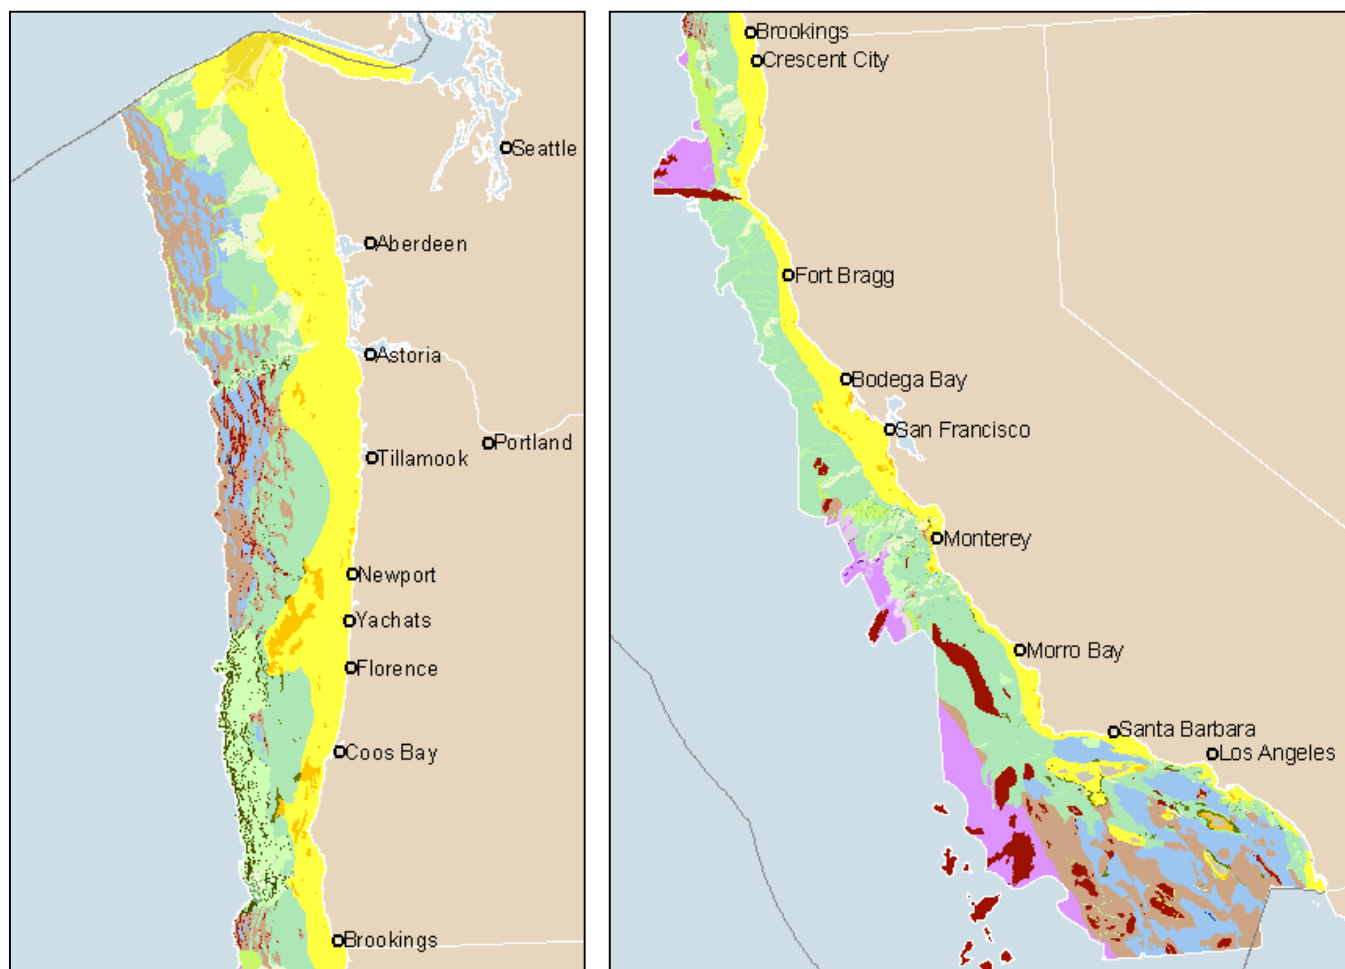 Seattle
Aberdeen
Astoria
Portland
Tillamook
Newport
Yachats
Florence
Coos Bay
Brookings
Brookings
Crescent City
Fort Bragg
Bodega Bay
San Francisco
Monterey
Morro Bay
Santa Barbara
Los Angeles